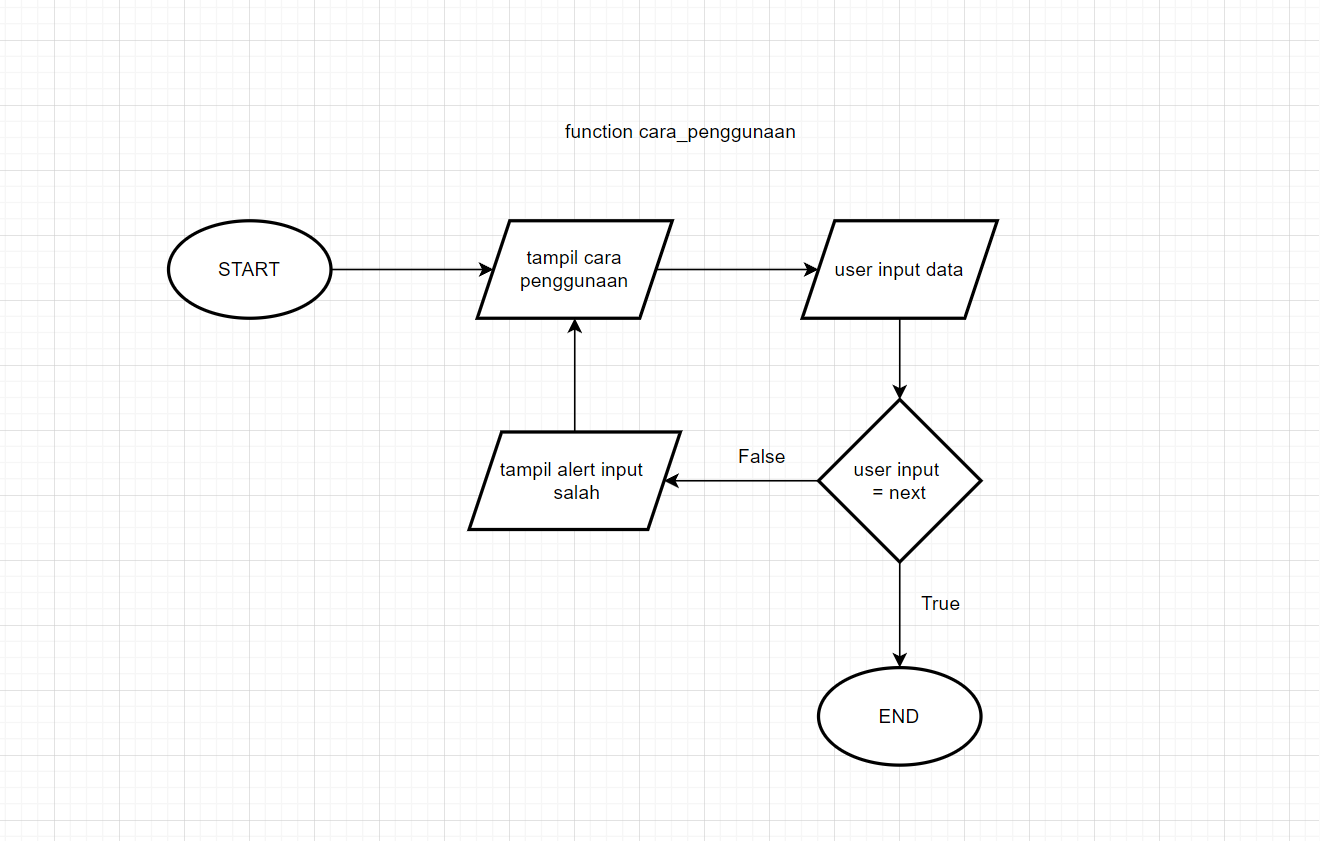 function cara_penggunaan
START
tampil cara
penggunaan
user input data
user input
= next
False
tampil alert input
salah
True
END